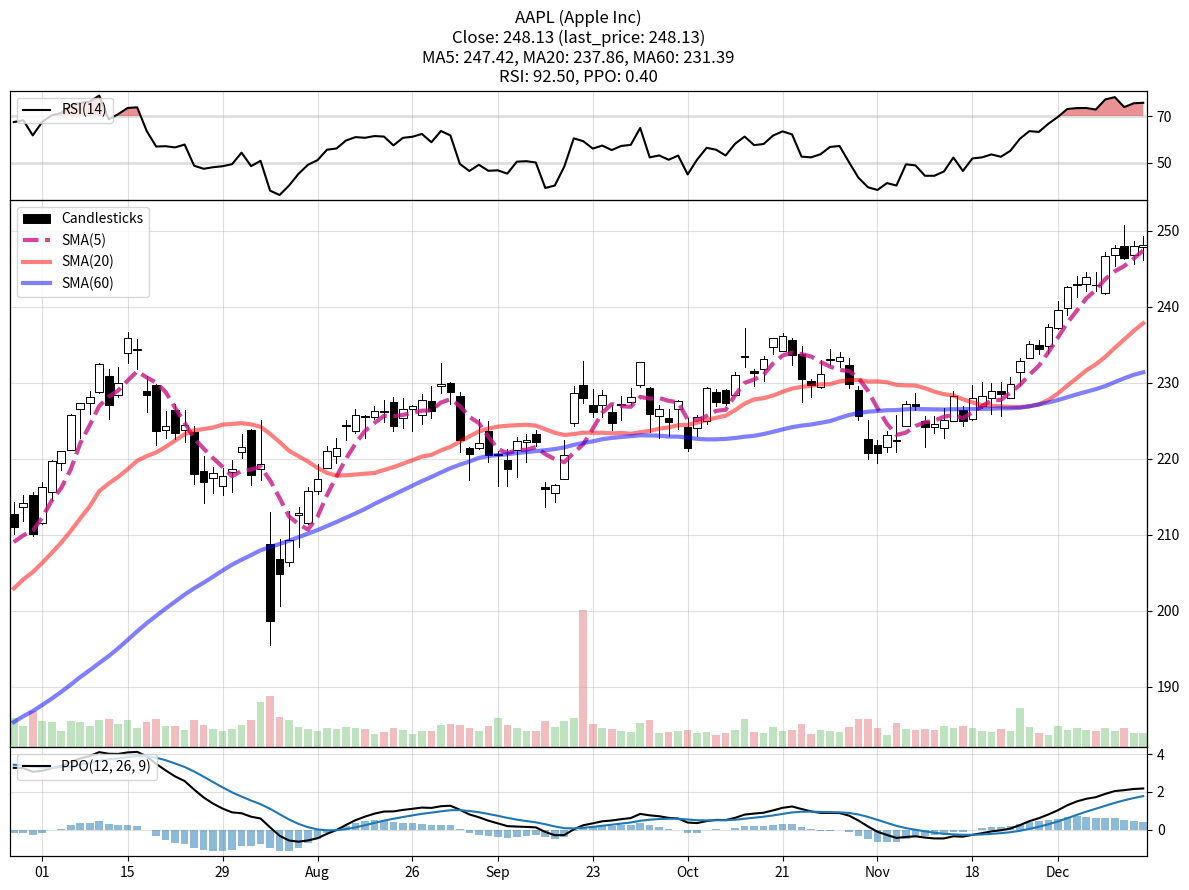 AAPL (Apple Inc)
Close: 248.13 (last_price: 248.13)
MA5: 247.42, MA20: 237.86, MA60: 231.39
RSI: 92.50, PPO: 0.40
RSI(14)
70
50
Candlesticks
SMA(5)
SMA(20)
SMA(60)
250
240
230
220
210
200
190
PPO(12, 26, 9)
4
2
0
01 15 29 Aug 26 Sep 23 Oct 21 Nov 18 Dec